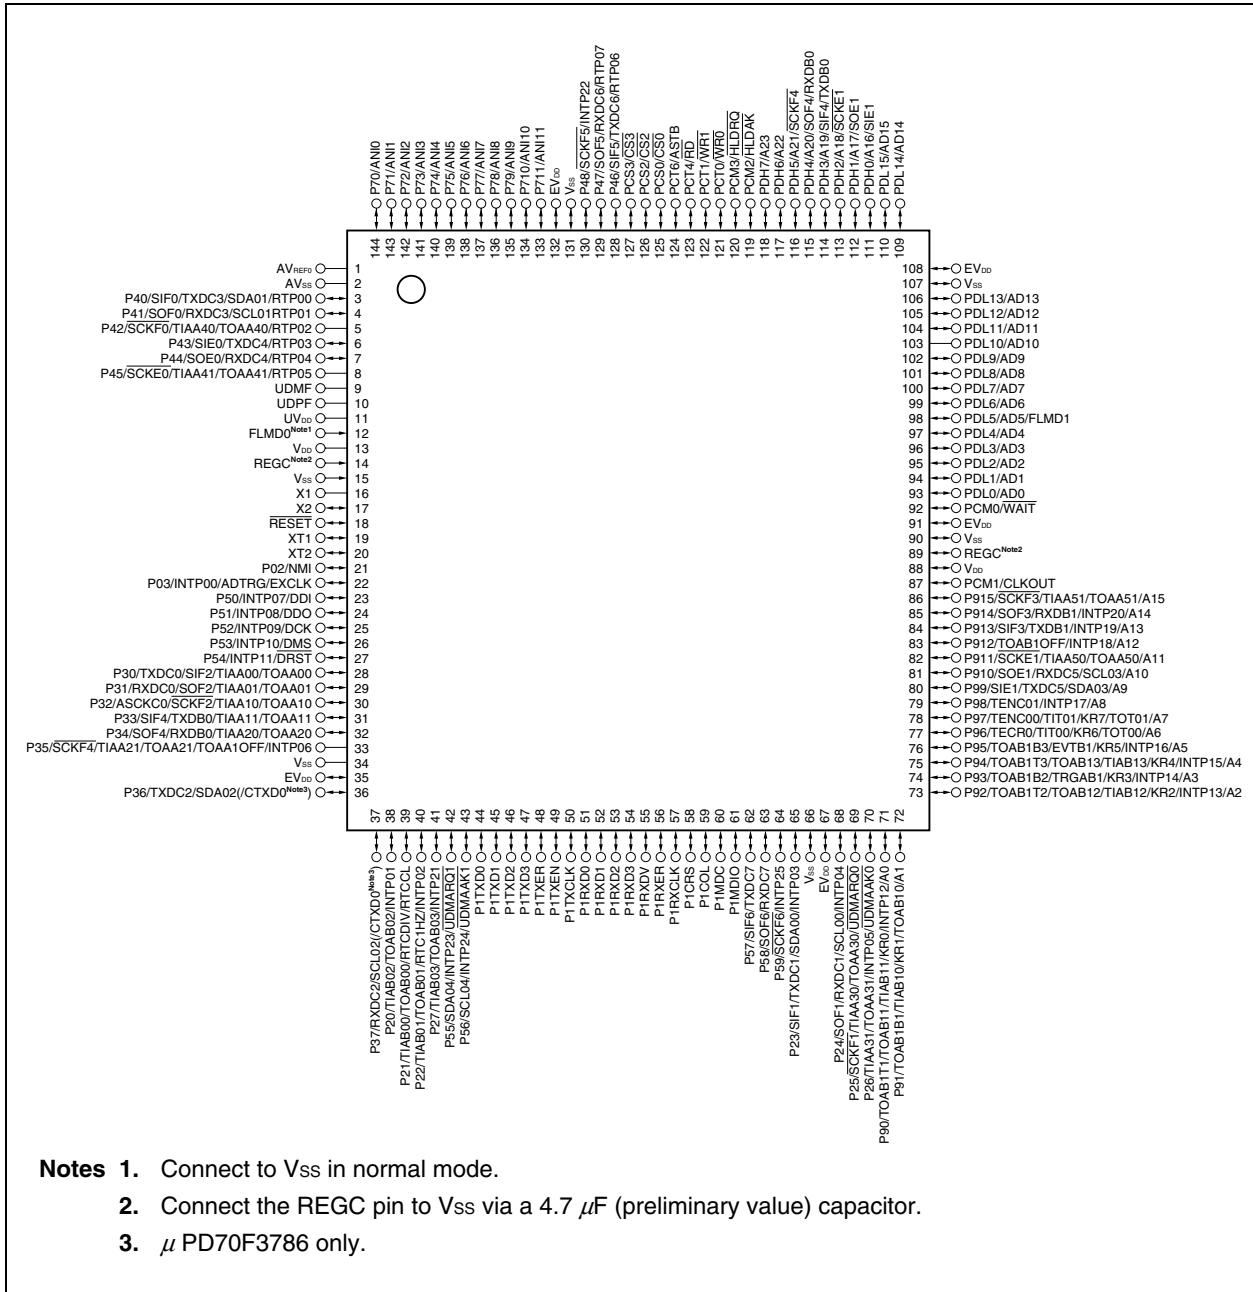 P70/ANI0
P71/ANI1
P72/ANI2
P73/ANI3
P74/ANI4
P75/ANI5
P76/ANI6
P77/ANI7
P78/ANI8
P79/ANI9
P710/ANI10
P711/ANI11
EVDD
VSS
P48/SCKF5/INTP22
P47/SOF5/RXDC6/RTP07
P46/SIF5/TXDC6/RTP06
PCS3/CS3
PCS2/CS2
PCS0/CS0
PCT6/ASTB
PCT4/RD
PCT1/WR1
PCT0/WR0
PCM3/HLDRQ
PCM2/HLDAK
PDH7/A23
PDH6/A22
PDH5/A21/SCKF4
PDH4/A20/SOF4/RXDB0
PDH3/A19/SIF4/TXDB0
PDH2/A18/SCKE1
PDH1/A17/SOE1
PDH0/A16/SIE1
PDL15/AD15
PDL14/AD14
144 143 142 141 140 139 138 137 136 135 134 133 132 131 130 129 128 127 126 125 124 123 122 121 120 119 118 117 116 115 114 113 112 111 110 109
AVREF0 1
AVSS 2
P40/SIF0/TXDC3/SDA01/RTP00 3
P41/SOF0/RXDC3/SCL01RTP01 4
P42/SCKF0/TIAA40/TOAA40/RTP02 5
P43/SIE0/TXDC4/RTP03 6
P44/SOE0/RXDC4/RTP04 7
P45/SCKE0/TIAA41/TOAA41/RTP05 8
UDMF 9
UDPF 10
UVDD 11
FLMD0Note1 12
VDD 13
REGCNote2 14
VSS 15
X1 16
X2 17
RESET 18
XT1 19
XT2 20
P02/NMI 21
P03/INTP00/ADTRG/EXCLK 22
P50/INTP07/DDI 23
P51/INTP08/DDO 24
P52/INTP09/DCK 25
P53/INTP10/DMS 26
P54/INTP11/DRST 27
P30/TXDC0/SIF2/TIAA00/TOAA00 28
P31/RXDC0/SOF2/TIAA01/TOAA01 29
P32/ASCKC0/SCKF2/TIAA10/TOAA10 30
P33/SIF4/TXDB0/TIAA11/TOAA11 31
P34/SOF4/RXDB0/TIAA20/TOAA20 32
P35/SCKF4/TIAA21/TOAA21/TOAA1OFF/INTP06 33
VSS 34
EVDD 35
P36/TXDC2/SDA02(/CTXD0Note3) 36
108 EVDD
107 VSS
106 PDL13/AD13
105 PDL12/AD12
104 PDL11/AD11
103 PDL10/AD10
102 PDL9/AD9
101 PDL8/AD8
100 PDL7/AD7
99 PDL6/AD6
98 PDL5/AD5/FLMD1
97 PDL4/AD4
96 PDL3/AD3
95 PDL2/AD2
94 PDL1/AD1
93 PDL0/AD0
92 PCM0/WAIT
91 EVDD
90 VSS
89 REGCNote2
88 VDD
87 PCM1/CLKOUT
86 P915/SCKF3/TIAA51/TOAA51/A15
85 P914/SOF3/RXDB1/INTP20/A14
84 P913/SIF3/TXDB1/INTP19/A13
83 P912/TOAB1OFF/INTP18/A12
82 P911/SCKE1/TIAA50/TOAA50/A11
81 P910/SOE1/RXDC5/SCL03/A10
80 P99/SIE1/TXDC5/SDA03/A9
79 P98/TENC01/INTP17/A8
78 P97/TENC00/TIT01/KR7/TOT01/A7
77 P96/TECR0/TIT00/KR6/TOT00/A6
76 P95/TOAB1B3/EVTB1/KR5/INTP16/A5
75 P94/TOAB1T3/TOAB13/TIAB13/KR4/INTP15/A4
74 P93/TOAB1B2/TRGAB1/KR3/INTP14/A3
73 P92/TOAB1T2/TOAB12/TIAB12/KR2/INTP13/A2
37 38 39 40 41 42 43 44 45 46 47 48 49 50 51 52 53 54 55 56 57 58 59 60 61 62 63 64 65 66 67 68 69 70 71 72
P37/RXDC2/SCL02(/CTXD0Note3)
P20/TIAB02/TOAB02/INTP01
P21/TIAB00/TOAB00/RTCDIV/RTCCL
P22/TIAB01/TOAB01/RTC1HZ/INTP02
P27/TIAB03/TOAB03/INTP21
P55/SDA04/INTP23/UDMARQ1
P56/SCL04/INTP24/UDMAAK1
P1TXD0
P1TXD1
P1TXD2
P1TXD3
P1TXER
P1TXEN
P1TXCLK
P1RXD0
P1RXD1
P1RXD2
P1RXD3
P1RXDV
P1RXER
P1RXCLK
P1CRS
P1COL
P1MDC
P1MDIO
P57/SIF6/TXDC7
P58/SOF6/RXDC7
P59/SCKF6/INTP25
P23/SIF1/TXDC1/SDA00/INTP03
VSS
EVDD
P24/SOF1/RXDC1/SCL00/INTP04
P25/SCKF1/TIAA30/TOAA30/UDMARQ0
P26/TIAA31/TOAA31/INTP05/UDMAAK0
P90/TOAB1T1/TOAB11/TIAB11/KR0/INTP12/A0
P91/TOAB1B1/TIAB10/KR1/TOAB10/A1
Notes 1. Connect to VSS in normal mode.
2. Connect the REGC pin to VSS via a 4.7 μF (preliminary value) capacitor.
3. μ PD70F3786 only.